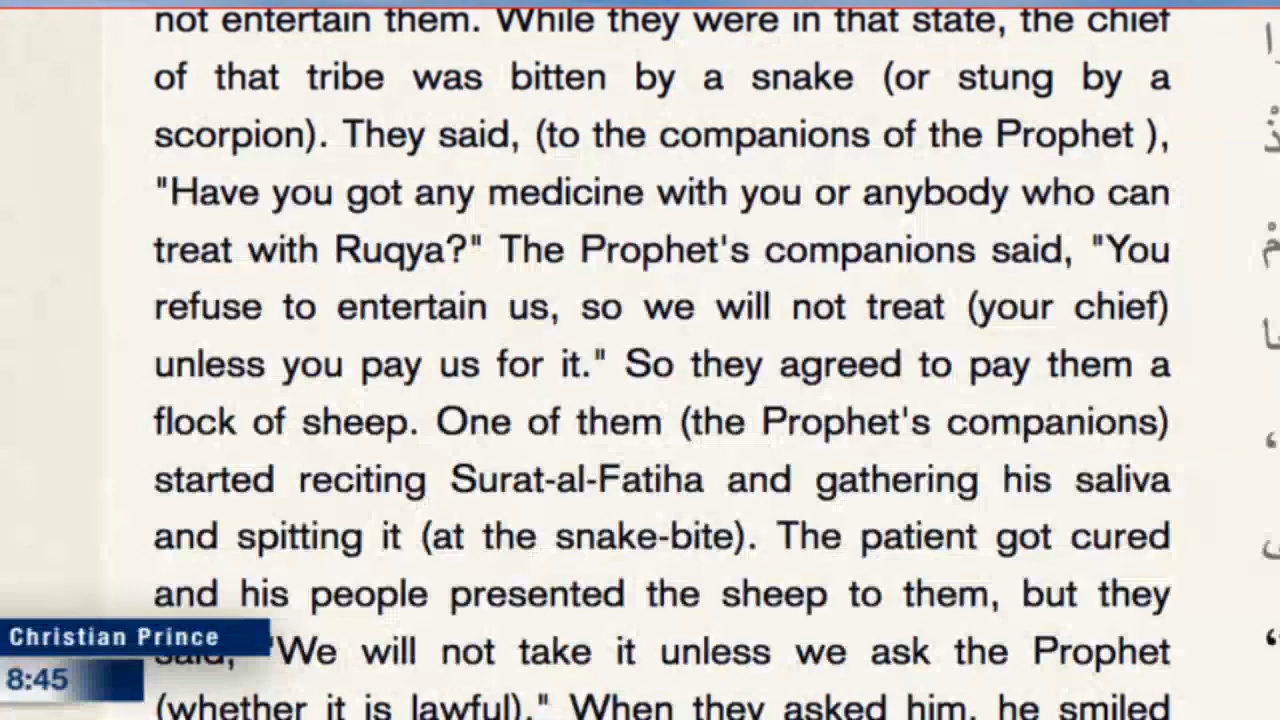 not entertain them. While they were in that state, the chief
of that tribe was bitten by a snake (or stung by a
scorpion). They said, (to the companions of the Prophet ),
"Have you got any medicine with you or anybody who can
treat with Ruqya?" The Prophet's companions said, "You
refuse to entertain us, so we will not treat (your chief)
unless you pay us for it." So they agreed to pay them a
flock of sheep. One of them (the Prophet's companions)
started reciting Surat-al-Fatiha and gathering his saliva
and spitting it (at the snake-bite). The patient got cured
and his people presented the sheep to them, but they
said, "We will not take it unless we ask the Prophet
(whether it is lawful)." When they asked him, he smiled
Christian Prince
8:45